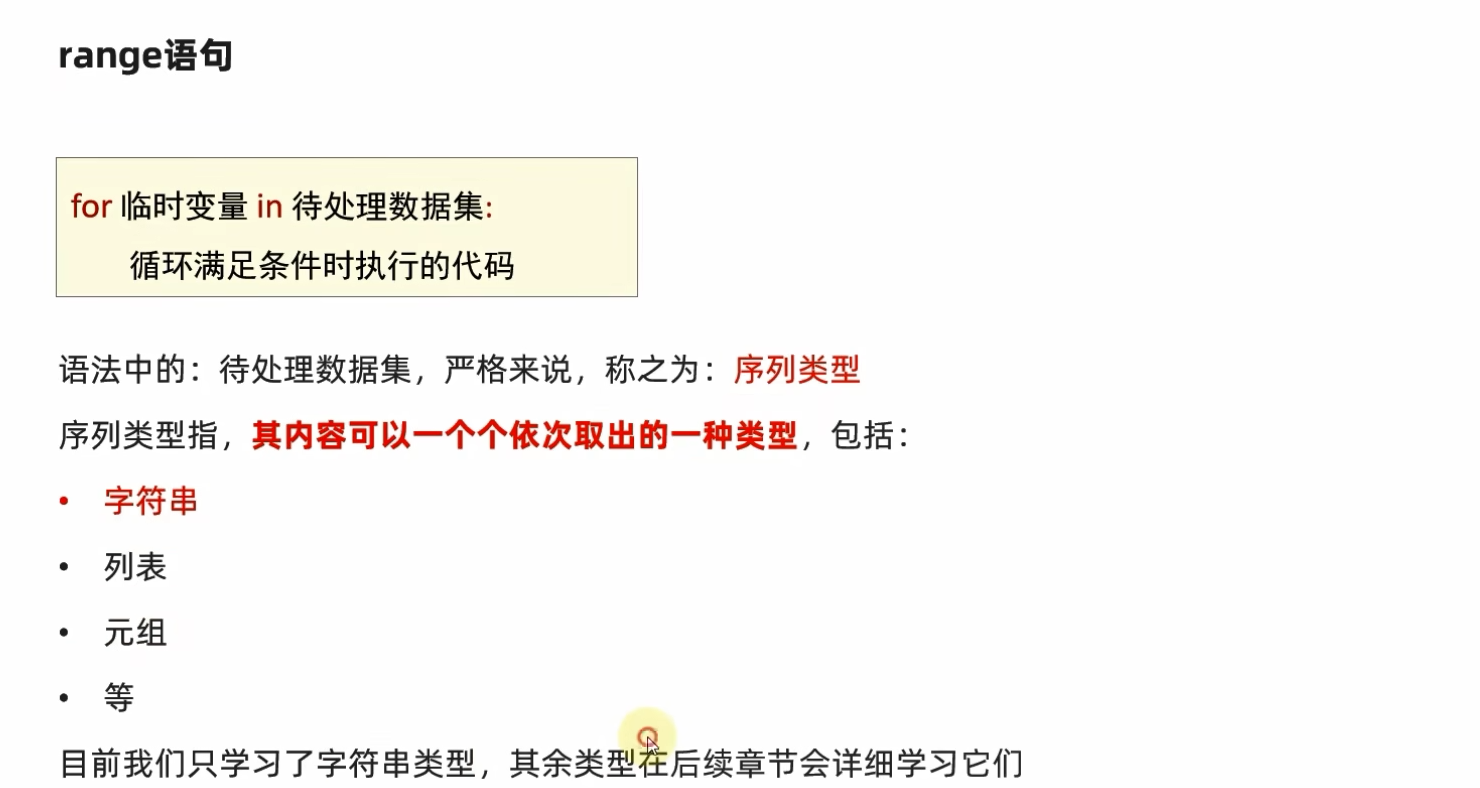 range语句
for 临时变量 in 待处理数据集:
循环满足条件时执行的代码
语法中的：待处理数据集，严格来说，称之为：序列类型
序列类型指，其内容可以一个个依次取出的一种类型，包括：
• 字符串
• 列表
• 元组
• 等
目前我们只学习了字符串类型，其余类型在后续章节会详细学习它们